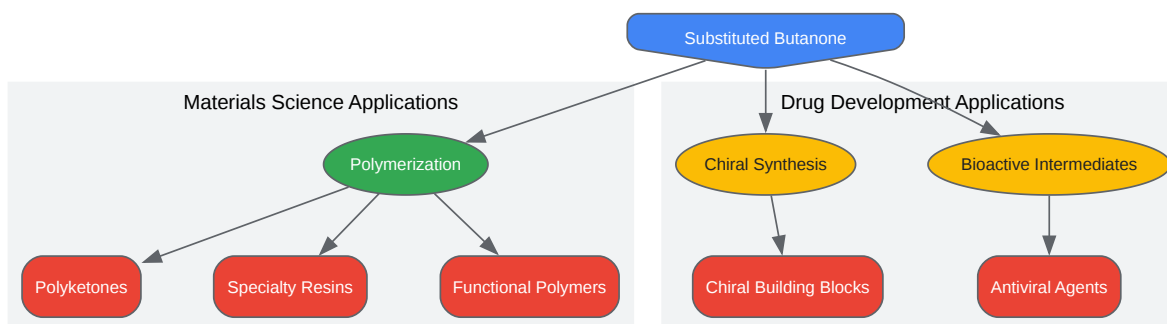 Substituted Butanone
Materials Science Applications
Drug Development Applications
Polymerization
Chiral Synthesis
Bioactive Intermediates
Polyketones
Specialty Resins
Functional Polymers
Chiral Building Blocks
Antiviral Agents